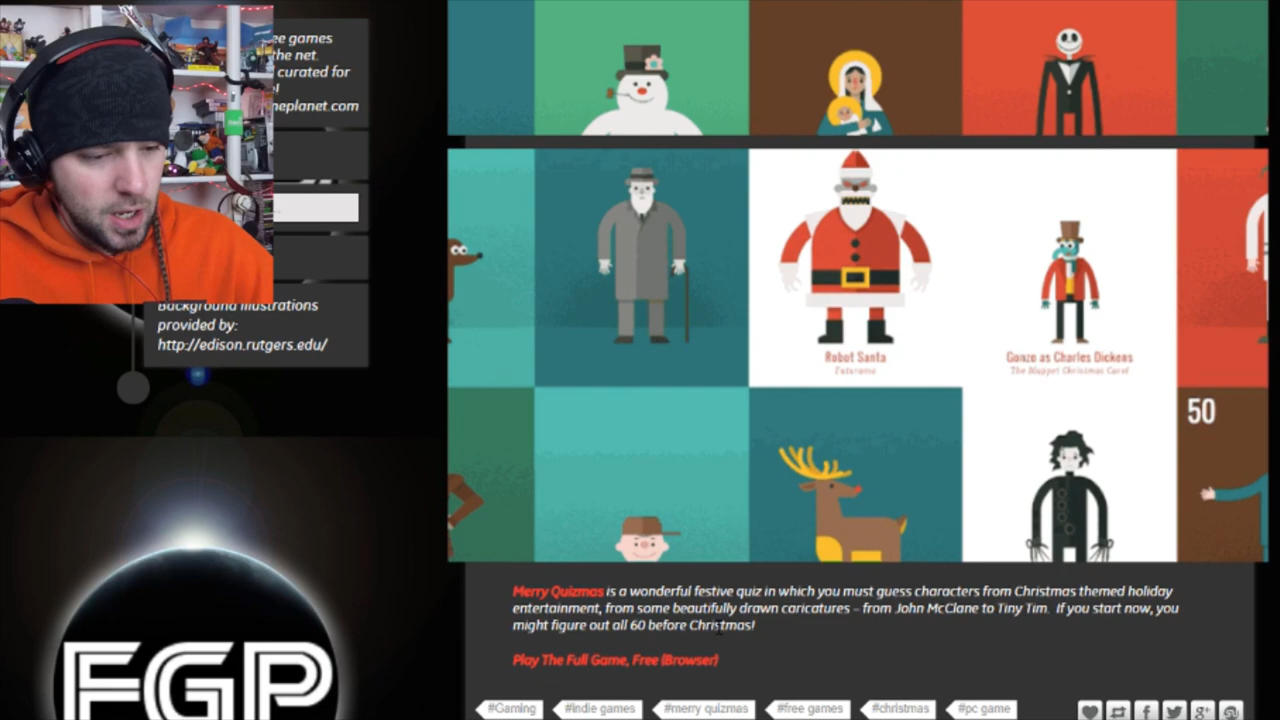 ee games
the net.
curated for
!
neplanet.com
Background Illustrations
provided by:
http://edison.rutgers.edu/
FGP
Robot Santa
Futurama
Gonzo as Charles Dickens
The Muppet Christmas Carol
50
Merry Quizmas is a wonderful festive quiz in which you must guess characters from Christmas themed holiday
entertainment, from some beautifully drawn caricatures – from John McClane to Tiny Tim. If you start now, you
might figure out all 60 before Christmas!
Play The Full Game, Free (Browser)
#Gaming #indie games #merry quizmas #free games #christmas #pc game